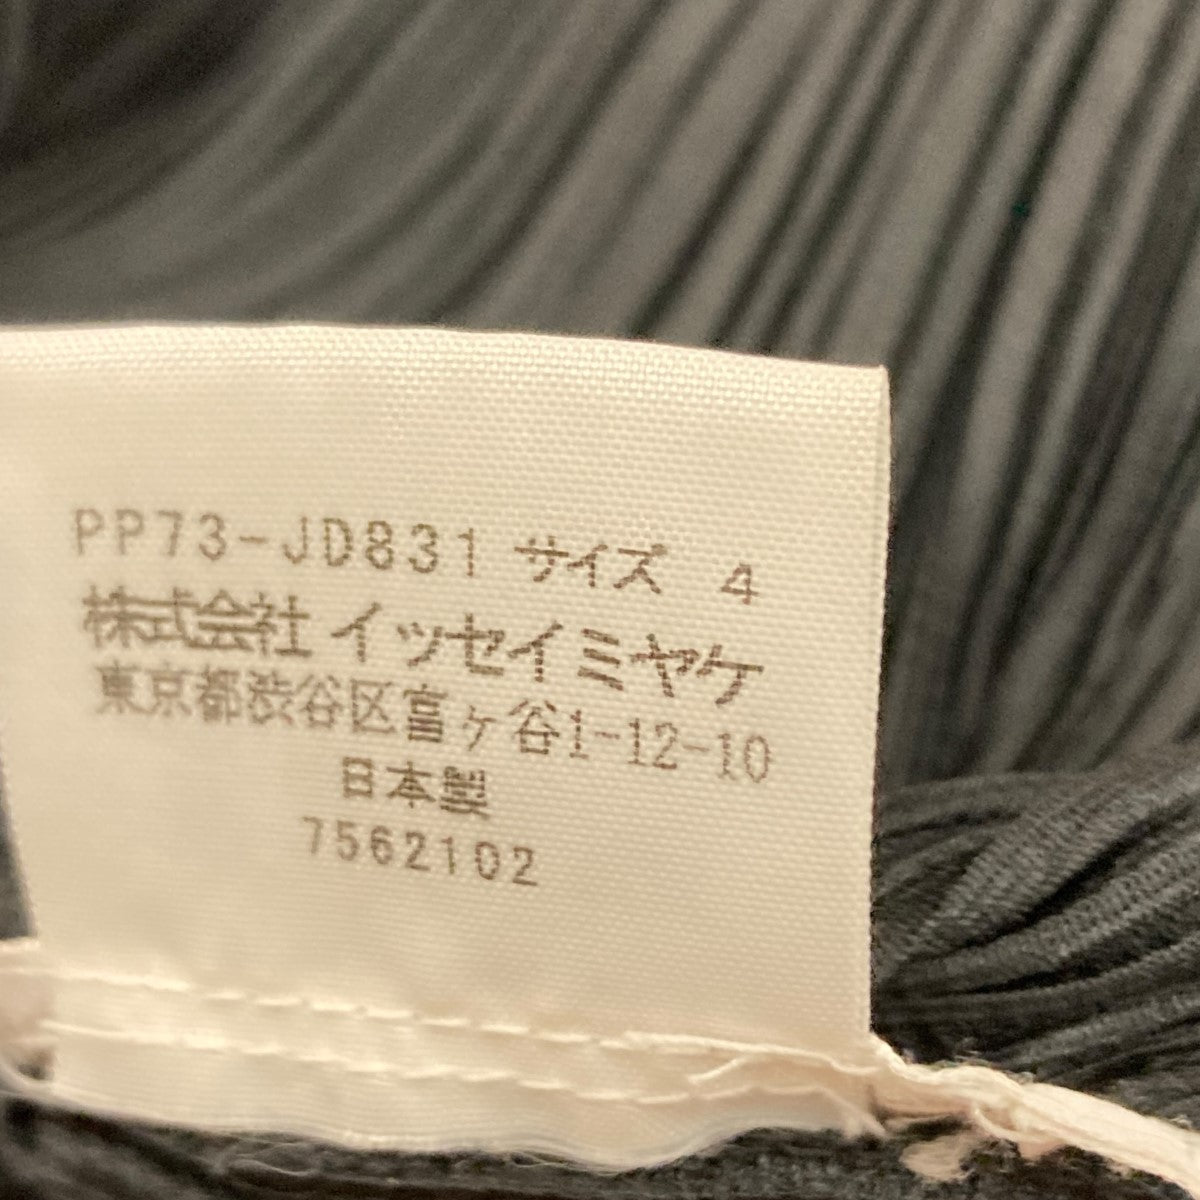 PP73-JD831 サイズ 4
株式会社 イッセイミヤケ
東京都渋谷区富ヶ谷1-12-10
日本製
7562102